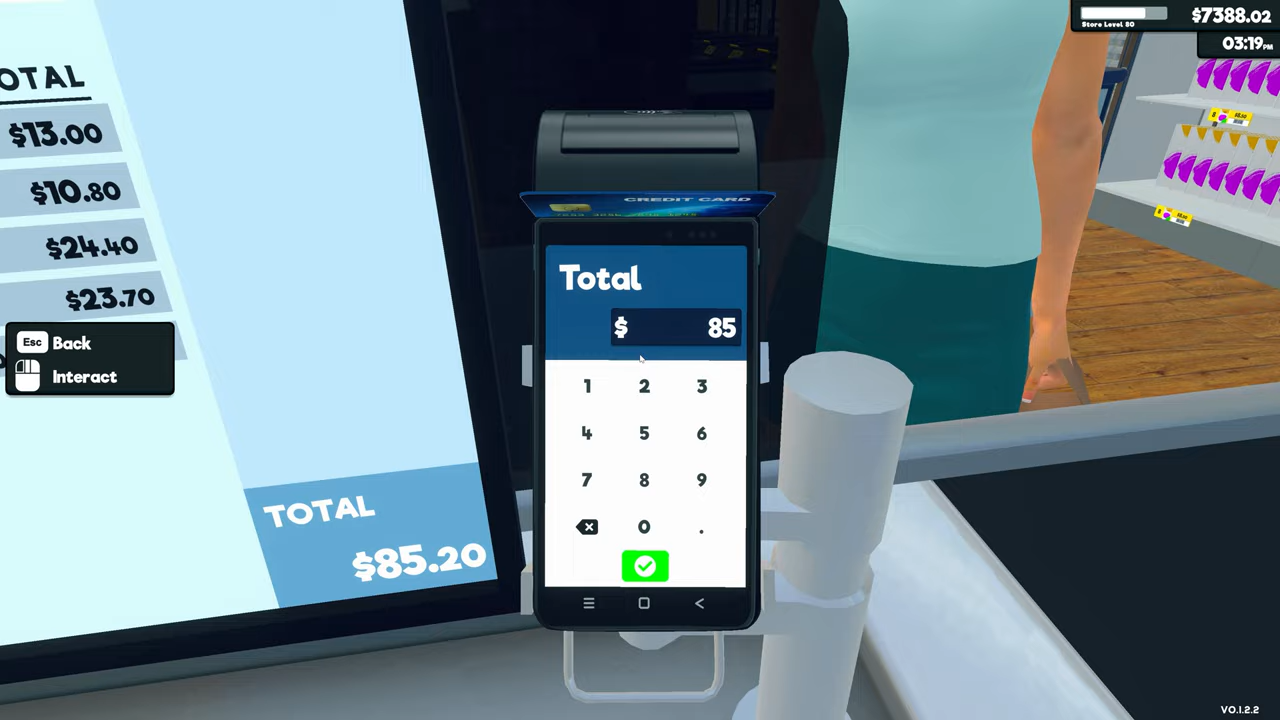 $7388.02
Store Level 80
03:19PM
OTAL
$13.00
$10.80
$24.40
$23.70
Esc Back
Interact
TOTAL
$85.20
CREDIT CARD
Total
$ 85
1 2 3
4 5 6
7 8 9
0 .
V0.1.2.2